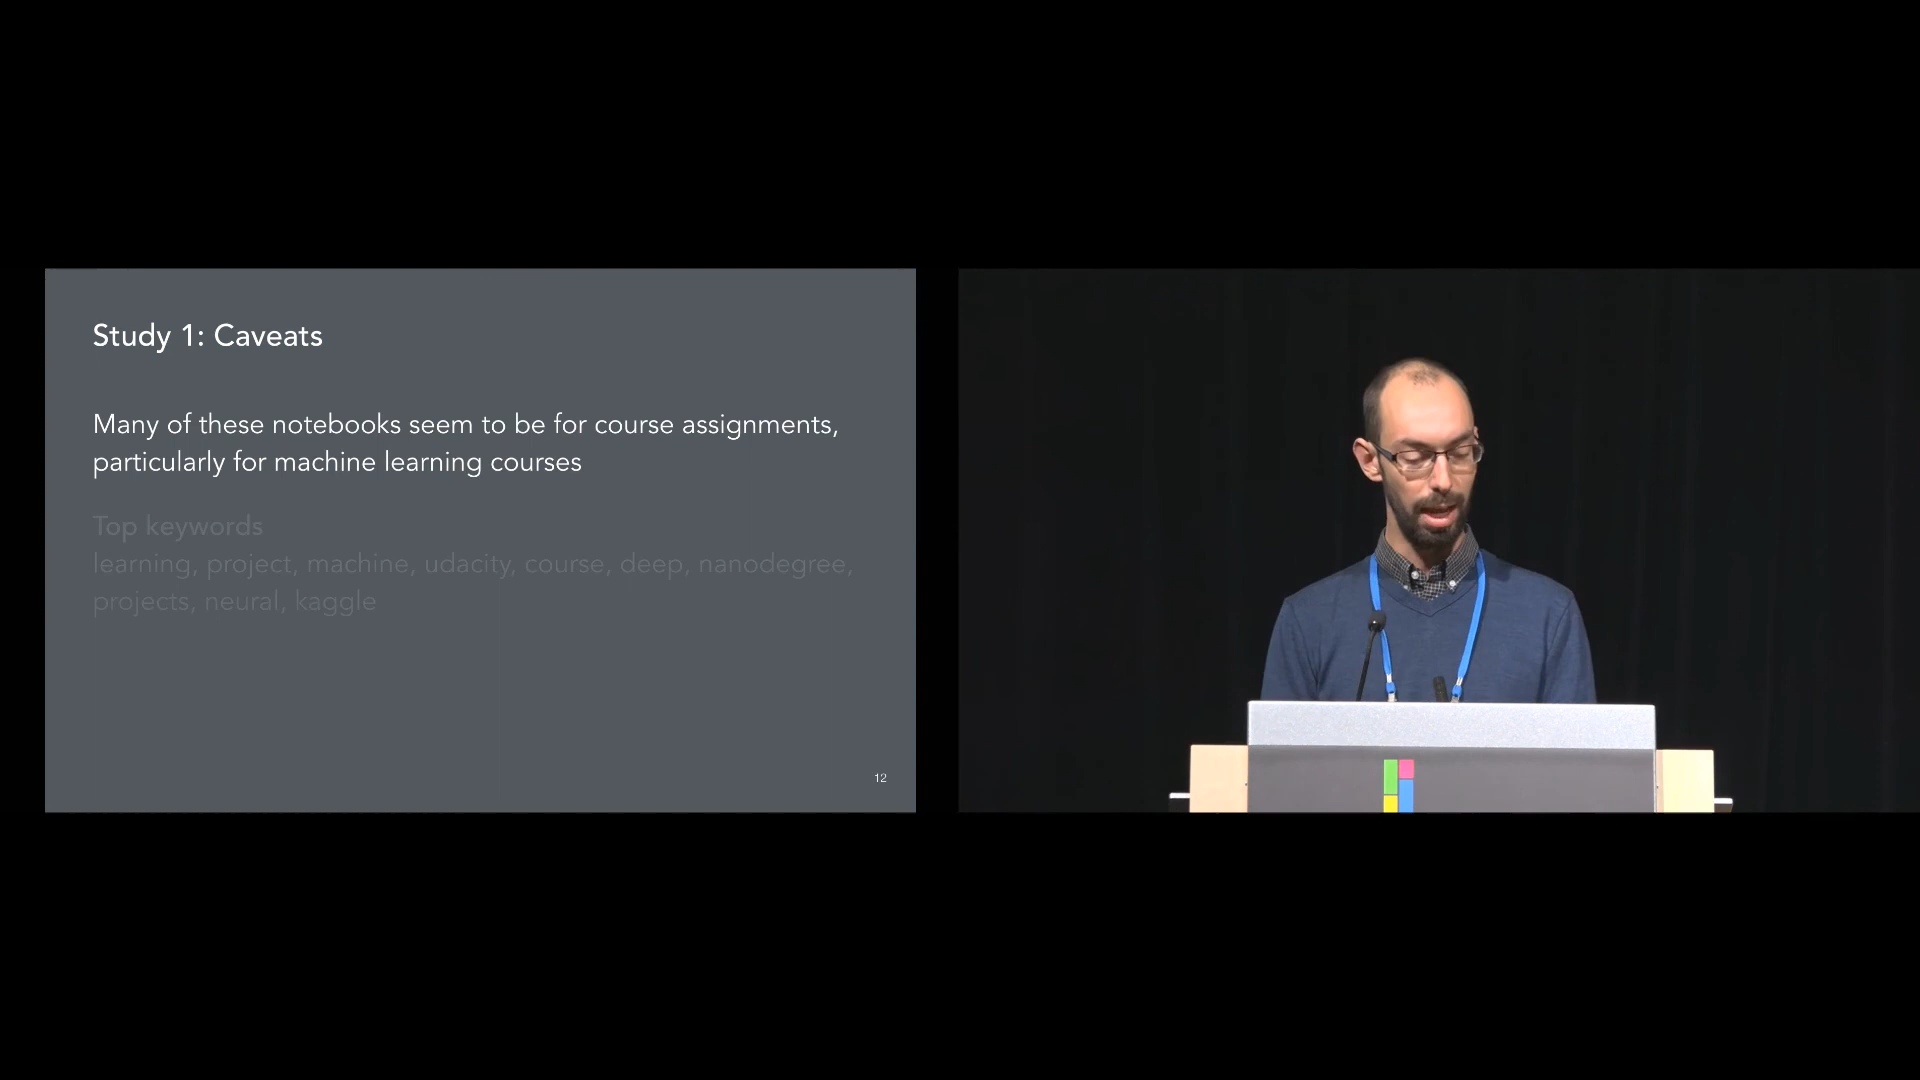 Study 1: Caveats
Many of these notebooks seem to be for course assignments,
particularly for machine learning courses
Top keywords
learning, project, machine, udacity, course, deep, nanodegree,
projects, neural, kaggle
12